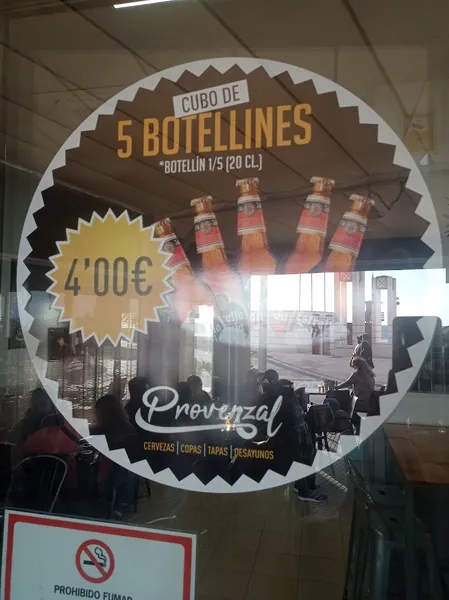 CUBO DE
5 BOTELLINES
*BOTELLÍN 1/5 (20 CL.)
4'00€
Provenzal
CERVEZAS | COPAS | TAPAS | DESAYUNOS
PROHIBIDO FUMAR